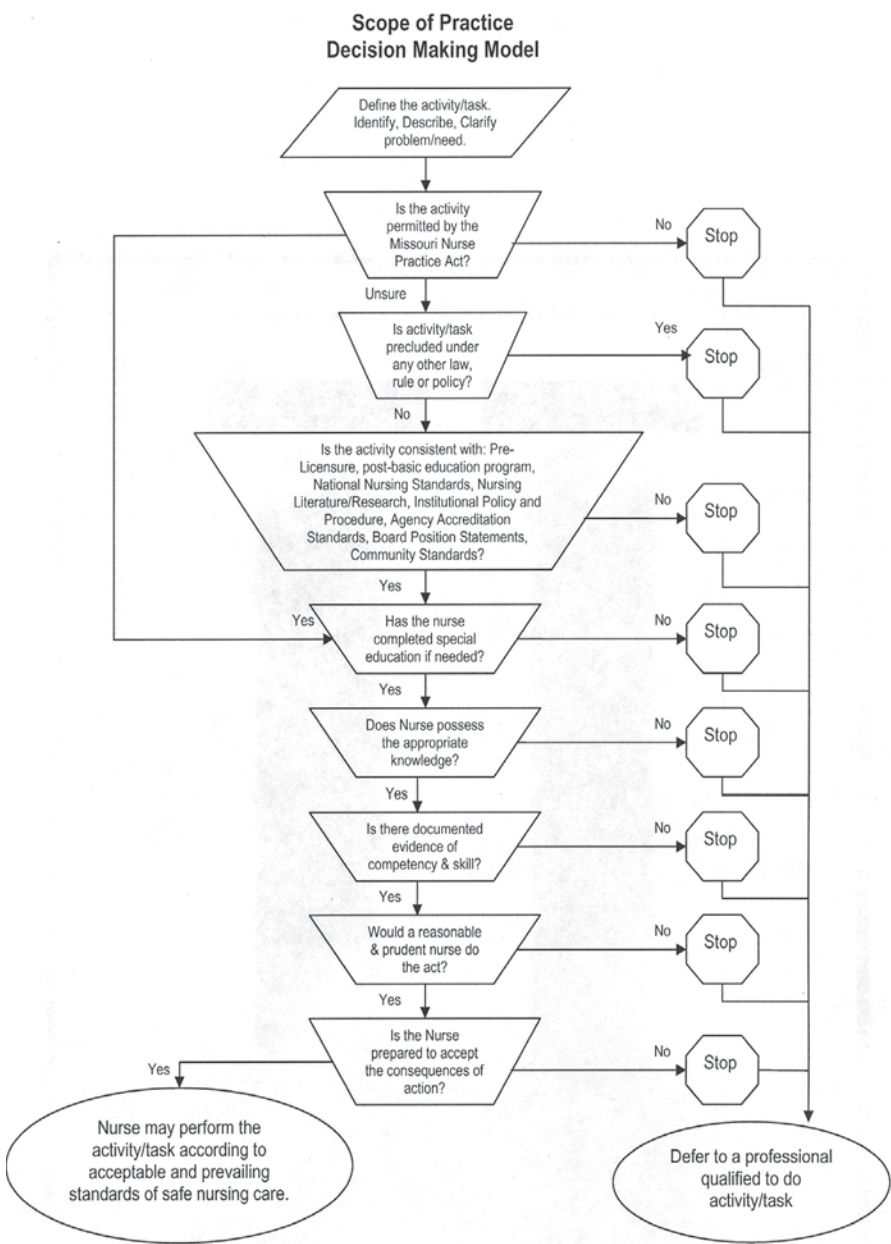 Scope of Practice
Decision Making Model
Define the activity/task.
Identify, Describe, Clarify
problem/need.
Is the activity
permitted by the
Missouri Nurse
Practice Act?
No
Stop
Unsure
Is activity/task
precluded under
any other law,
rule or policy?
Yes
Stop
No
Is the activity consistent with: Pre-
Licensure, post-basic education program,
National Nursing Standards, Nursing
Literature/Research, Institutional Policy and
Procedure, Agency Accreditation
Standards, Board Position Statements,
Community Standards?
No
Stop
Yes
Yes
Has the nurse
completed special
education if needed?
No
Stop
Yes
Does Nurse possess
the appropriate
knowledge?
No
Stop
Yes
Is there documented
evidence of
competency & skill?
No
Stop
Yes
Would a reasonable
& prudent nurse do
the act?
No
Stop
Yes
Is the Nurse
prepared to accept
the consequences of
action?
No
Stop
Yes
Nurse may perform the
activity/task according to
acceptable and prevailing
standards of safe nursing care.
Defer to a professional
qualified to do
activity/task